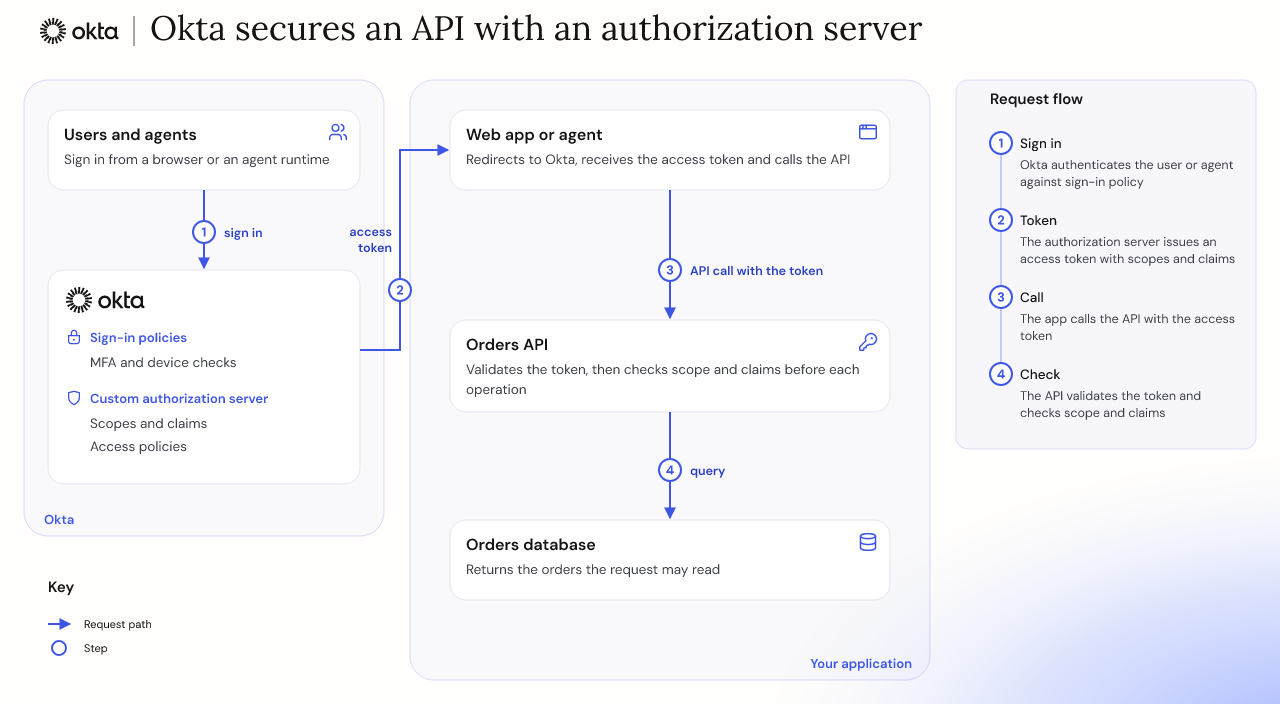 okta
Okta secures an API with an authorization server
Users and agents
Sign in from a browser or an agent runtime
1
sign in
okta
Sign-in policies
MFA and device checks
Custom authorization server
Scopes and claims
Access policies
Okta
access
token
2
Web app or agent
Redirects to Okta, receives the access token and calls the API
3
API call with the token
Orders API
Validates the token, then checks scope and claims before each
operation
4
query
Orders database
Returns the orders the request may read
Your application
Request flow
1
Sign in
Okta authenticates the user or agent
against sign-in policy
2
Token
The authorization server issues an
access token with scopes and claims
3
Call
The app calls the API with the access
token
4
Check
The API validates the token and
checks scope and claims
Key
Request path
Step